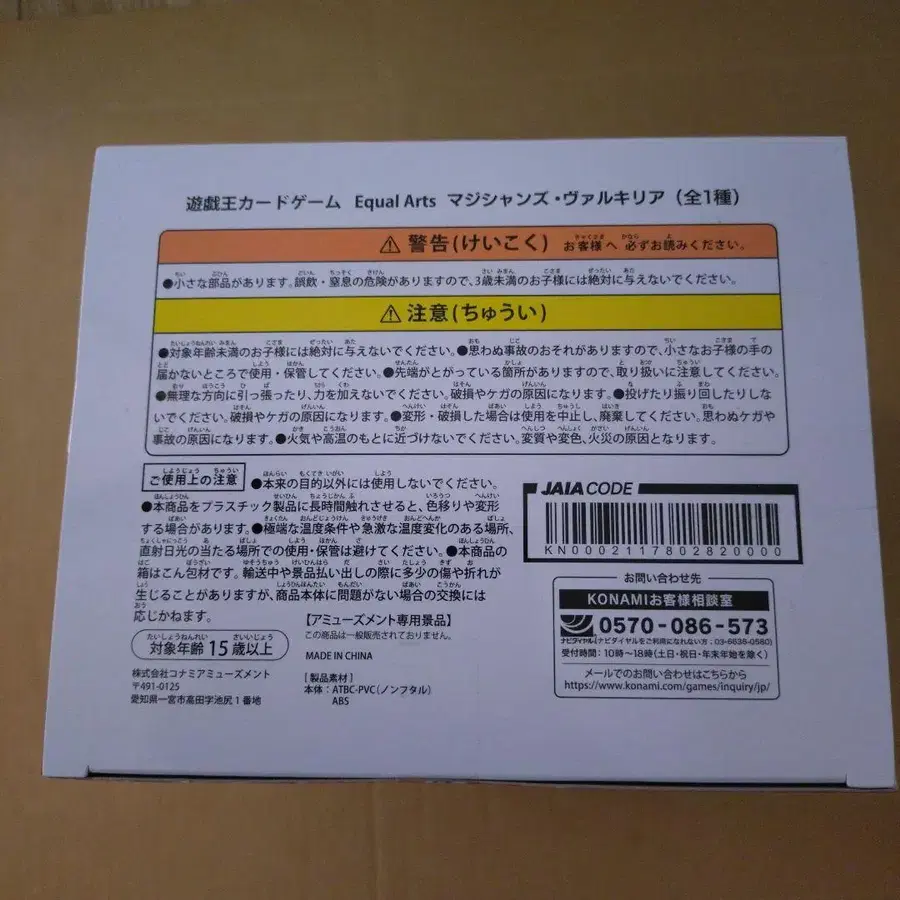 遊戯王カードゲーム Equal Arts マジシャンズ・ヴァルキリア（全1種）
⚠ 警告(けいこく) お客様へ 必ずお読みください。
●小さな部品があります。誤飲・窒息の危険がありますので、3歳未満のお子様には絶対に与えないでください。
⚠ 注意(ちゅうい)
●対象年齢未満のお子様には絶対に与えないでください。●思わぬ事故のおそれがありますので、小さなお子様の手の
届かないところで使用・保管してください。●先端がとがっている箇所がありますので、取り扱いに注意してください。
●無理な方向に引っ張ったり、力を加えないでください。破損やケガの原因になります。●投げたり振り回したりしな
いでください。破損やケガの原因になります。●変形・破損した場合は使用を中止し、廃棄してください。思わぬケガや
事故の原因になります。●火気や高温のもとに近づけないでください。変質や変色、火災の原因となります。
ご使用上の注意 ●本来の目的以外には使用しないでください。
●本商品をプラスチック製品に長時間触れさせると、色移りや変形
する場合があります。●極端な温度条件や急激な温度変化のある場所、
直射日光の当たる場所での使用・保管は避けてください。●本商品の
箱はこん包材です。輸送中や景品払い出しの際に多少の傷や折れが
生じることがありますが、商品本体に問題がない場合の交換には
応じかねます。
対象年齢 15歳以上
株式会社コナミアミューズメント
〒491-0125
愛知県一宮市高田字池尻1番地
【アミューズメント専用景品】
この商品は一般販売されておりません。
MADE IN CHINA
[製品素材]
本体：ATBC-PVC(ノンフタル)
ABS
JAIA CODE
KN00021178028200​00
お問い合わせ先
KONAMIお客様相談室
ナビダイヤル 0570-086-573
(ナビダイヤルをご利用になれない方：03-6636-0580)
受付時間：10時～18時(土日・祝日・年末年始を除く)
メールでのお問い合わせはこちらから
https://www.konami.com/games/inquiry/jp/